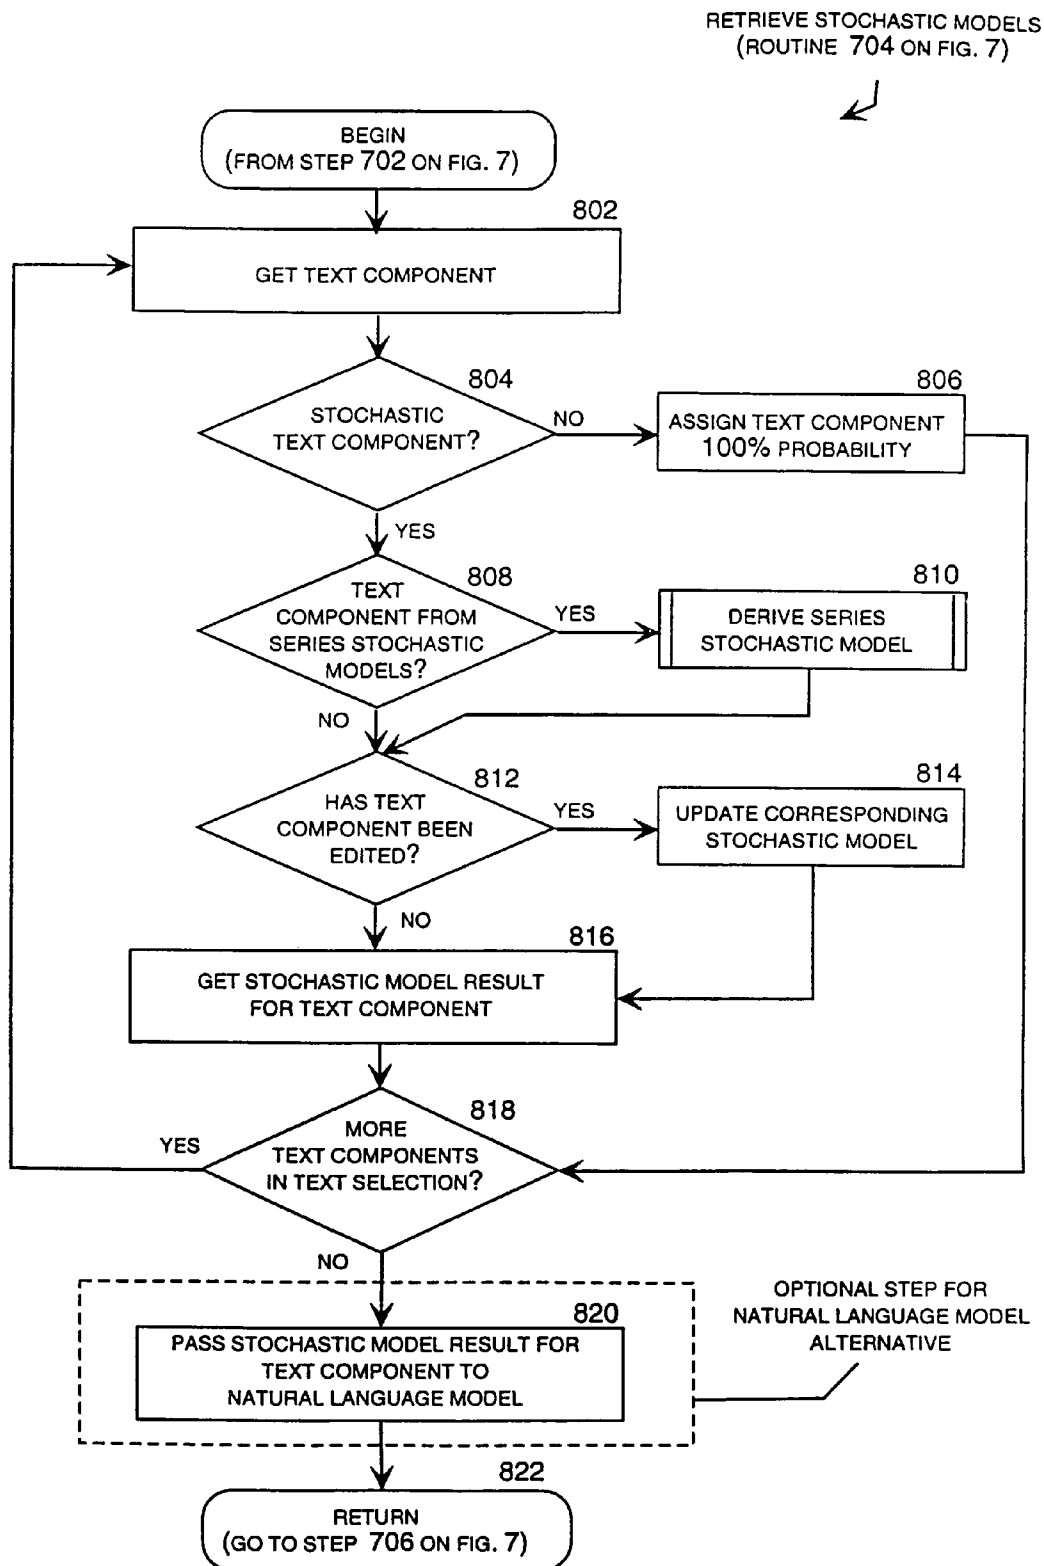 RETRIEVE STOCHASTIC MODELS
(ROUTINE 704 ON FIG. 7)
BEGIN
(FROM STEP 702 ON FIG. 7)
802
GET TEXT COMPONENT
804
STOCHASTIC
TEXT COMPONENT?
NO
806
ASSIGN TEXT COMPONENT
100% PROBABILITY
YES
808
TEXT
COMPONENT FROM
SERIES STOCHASTIC
MODELS?
YES
810
DERIVE SERIES
STOCHASTIC MODEL
NO
812
HAS TEXT
COMPONENT BEEN
EDITED?
YES
814
UPDATE CORRESPONDING
STOCHASTIC MODEL
NO
816
GET STOCHASTIC MODEL RESULT
FOR TEXT COMPONENT
818
MORE
TEXT COMPONENTS
IN TEXT SELECTION?
YES
NO
OPTIONAL STEP FOR
NATURAL LANGUAGE MODEL
ALTERNATIVE
820
PASS STOCHASTIC MODEL RESULT FOR
TEXT COMPONENT TO
NATURAL LANGUAGE MODEL
822
RETURN
(GO TO STEP 706 ON FIG. 7)